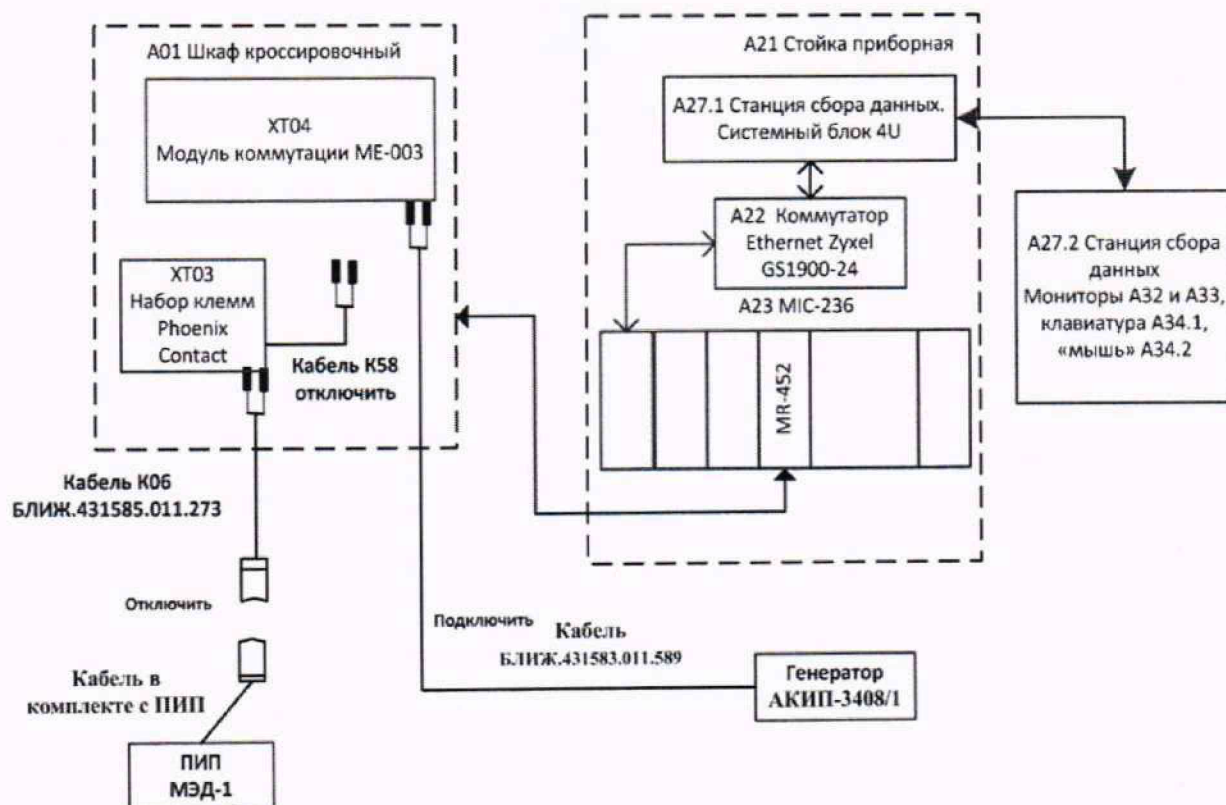 А01 Шкаф кроссировочный
ХТ04
Модуль коммутации МЕ-003
ХТ03
Набор клемм
Phoenix
Contact
Кабель К58
отключить
Кабель К06
БЛИЖ.431585.011.273
Отключить
Кабель в
комплекте с ПИП
ПИП
МЭД-1
Подключить
Кабель
БЛИЖ.431583.011.589
Генератор
АКИП-3408/1
А21 Стойка приборная
А27.1 Станция сбора данных.
Системный блок 4U
А22 Коммутатор
Ethernet Zyxel
GS1900-24
А23 MIC-236
MR-452
А27.2 Станция сбора
данных
Мониторы А32 и А33,
клавиатура А34.1,
«мышь» А34.2